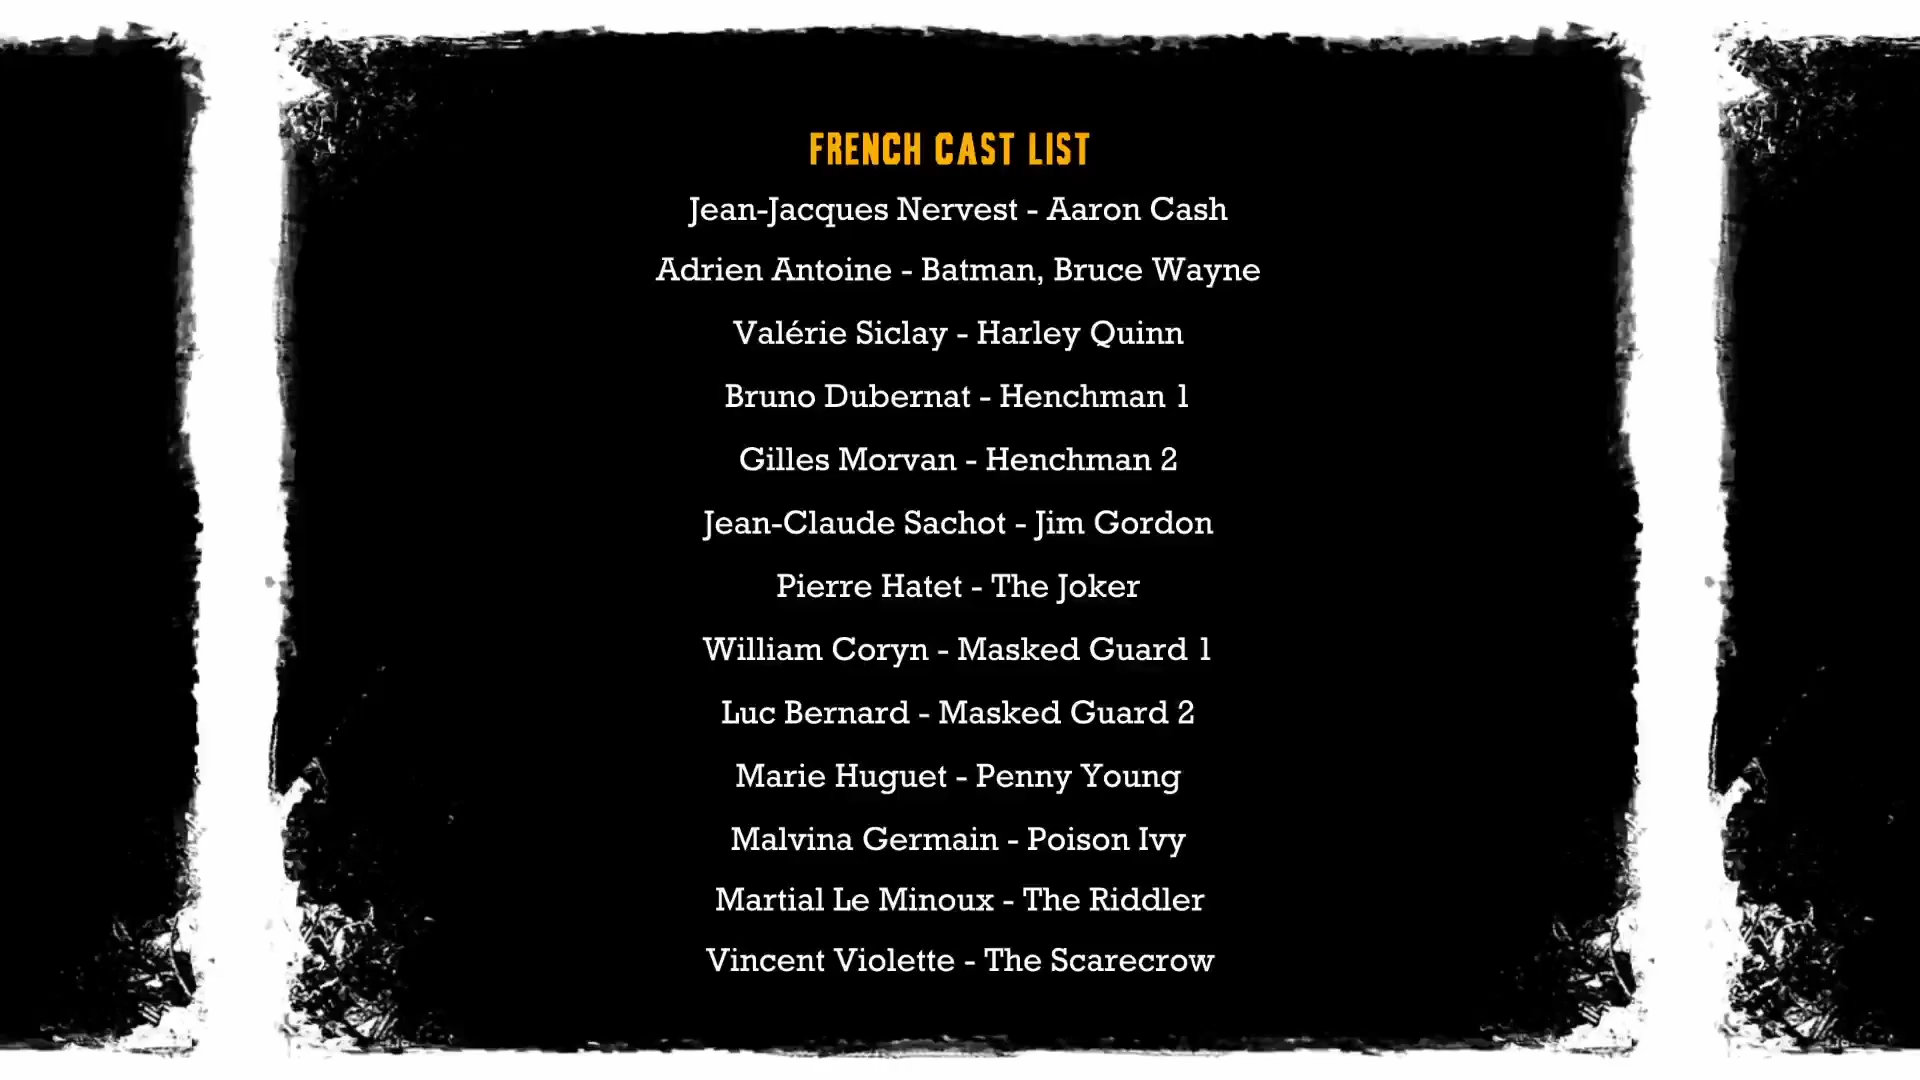 FRENCH CAST LIST
Jean-Jacques Nervest - Aaron Cash
Adrien Antoine - Batman, Bruce Wayne
Valérie Siclay - Harley Quinn
Bruno Dubernat - Henchman 1
Gilles Morvan - Henchman 2
Jean-Claude Sachot - Jim Gordon
Pierre Hatet - The Joker
William Coryn - Masked Guard 1
Luc Bernard - Masked Guard 2
Marie Huguet - Penny Young
Malvina Germain - Poison Ivy
Martial Le Minoux - The Riddler
Vincent Violette - The Scarecrow